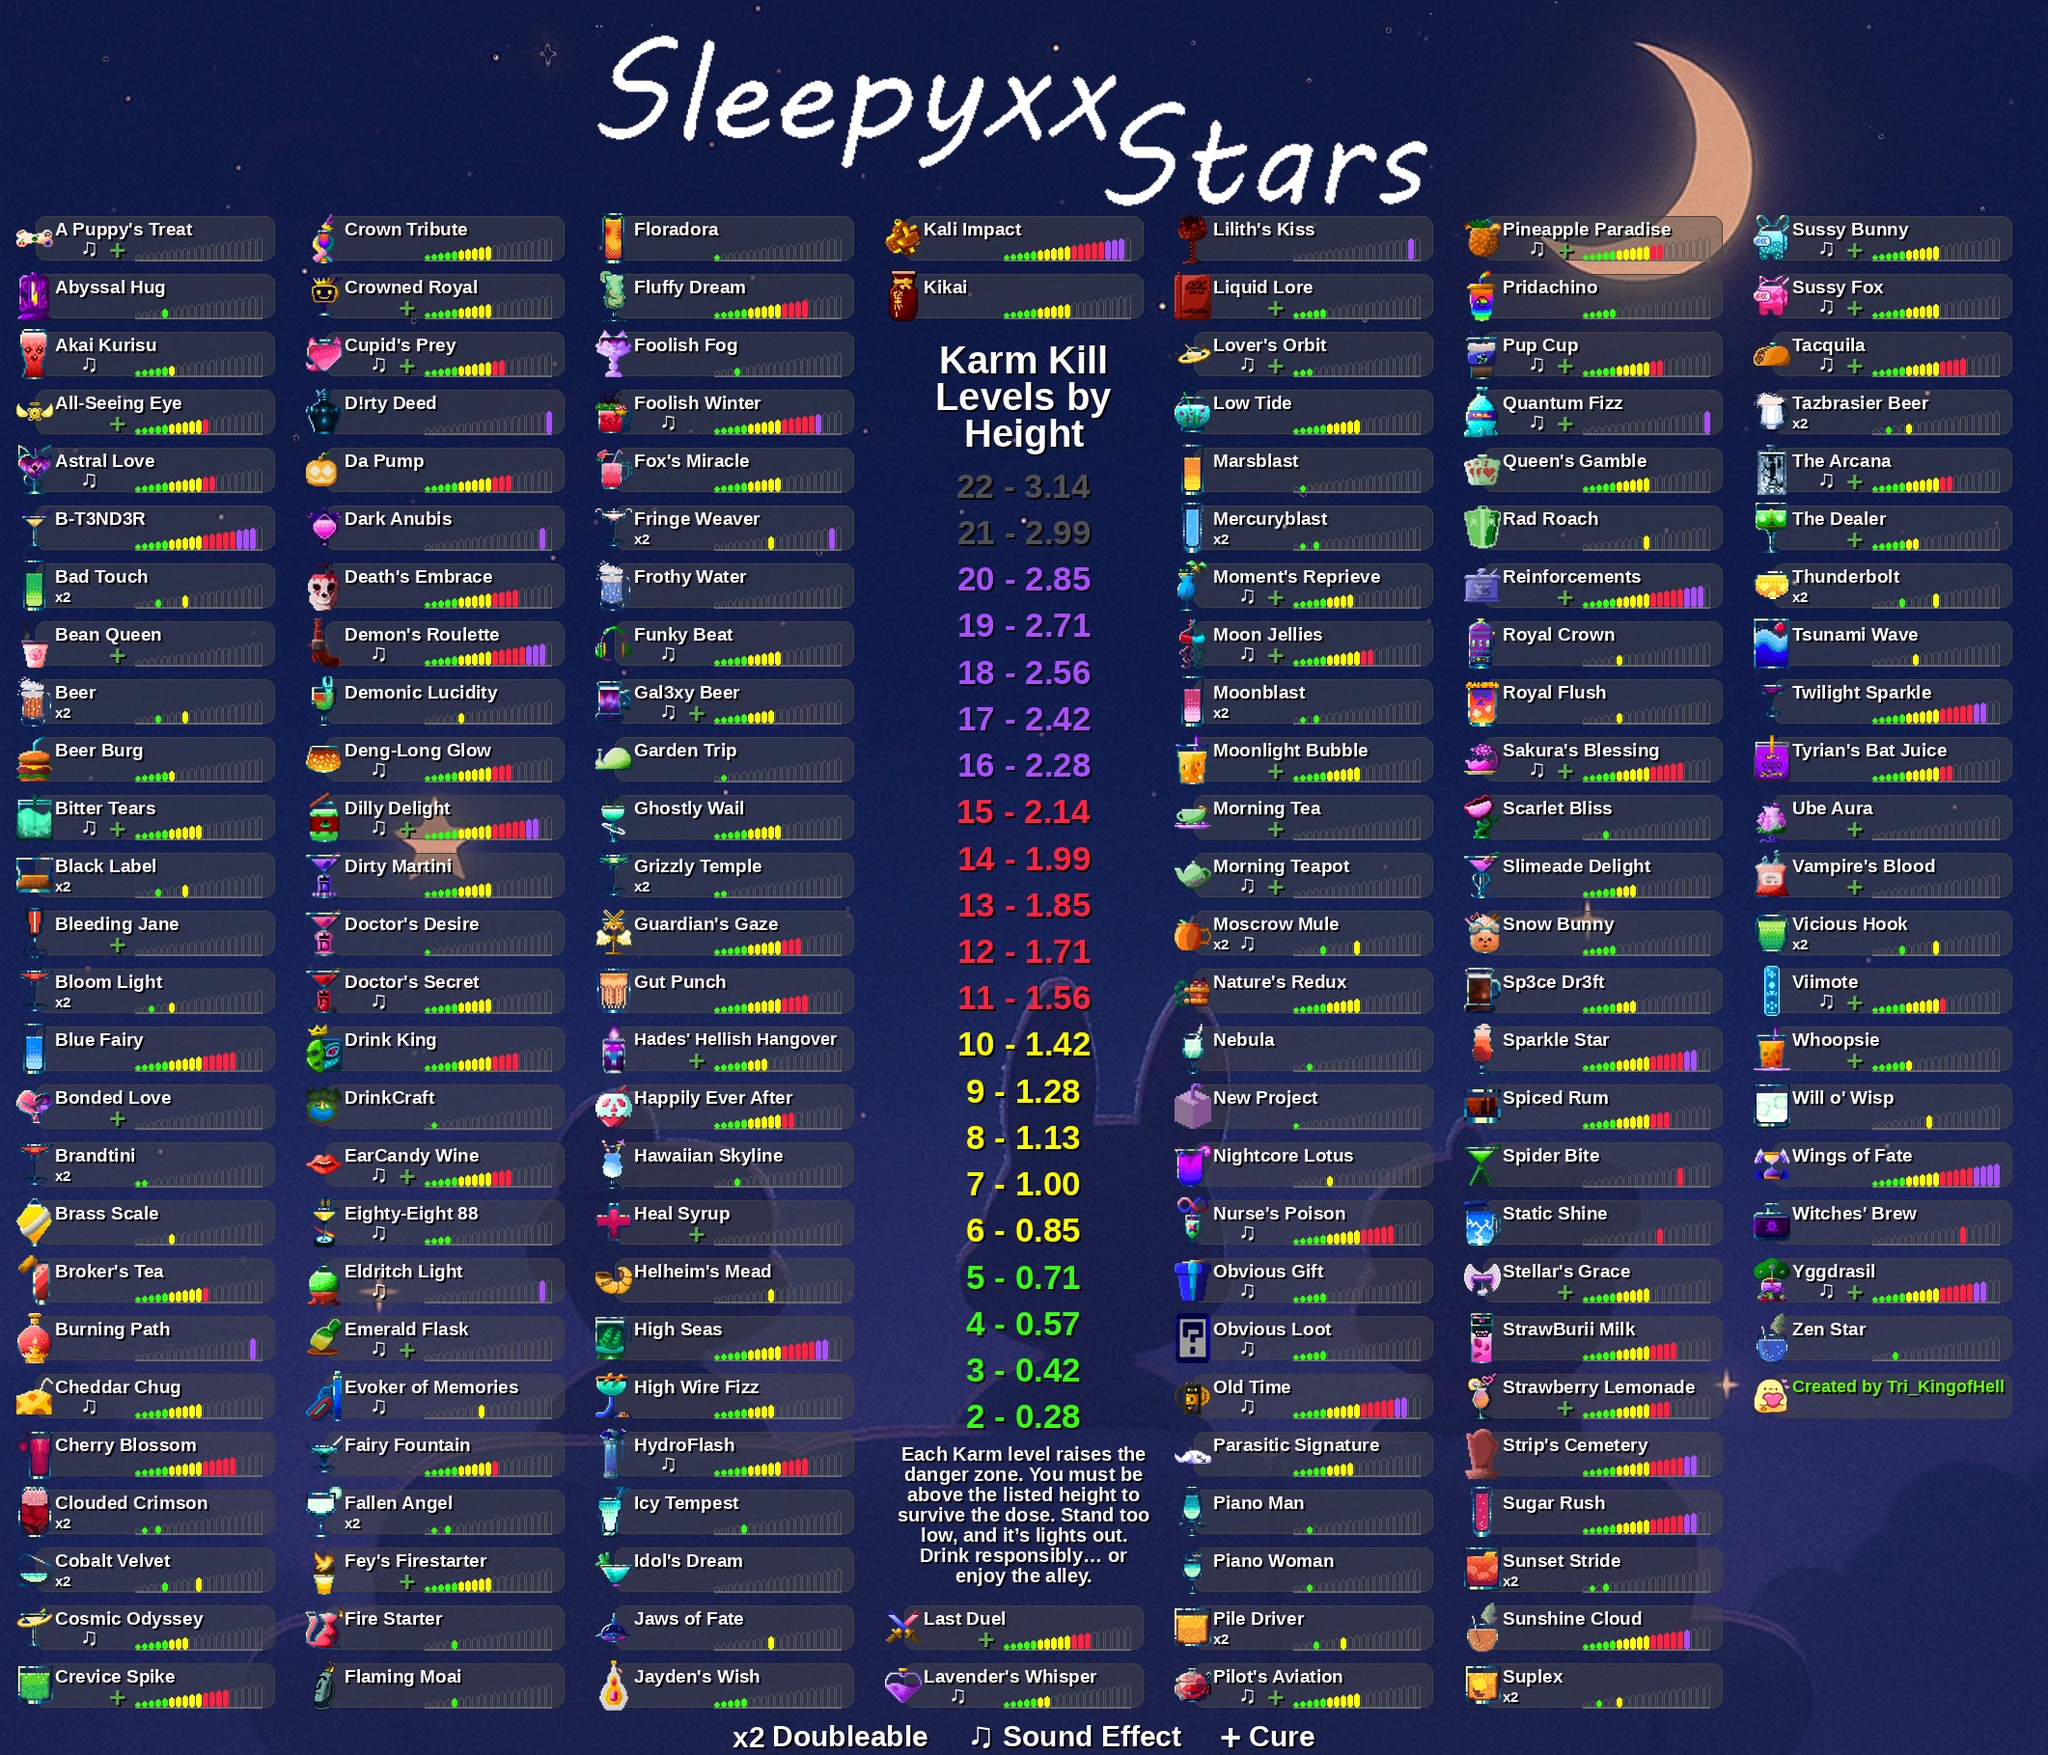 Sleepyxx
Stars
A Puppy's Treat
♫ +
Abyssal Hug
Akai Kurisu
♫
All-Seeing Eye
+
Astral Love
♫
B-T3ND3R
Bad Touch
x2
Bean Queen
+
Beer
x2
Beer Burg
Bitter Tears
♫ +
Black Label
x2
Bleeding Jane
+
Bloom Light
x2
Blue Fairy
Bonded Love
+
Brandtini
x2
Brass Scale
Broker's Tea
Burning Path
Cheddar Chug
♫
Cherry Blossom
Clouded Crimson
x2
Cobalt Velvet
x2
Cosmic Odyssey
♫
Crevice Spike
+
Crown Tribute
Crowned Royal
+
Cupid's Prey
♫ +
D!rty Deed
Da Pump
Dark Anubis
Death's Embrace
Demon's Roulette
♫
Demonic Lucidity
Deng-Long Glow
♫
Dilly Delight
♫ +
Dirty Martini
Doctor's Desire
Doctor's Secret
♫
Drink King
DrinkCraft
EarCandy Wine
♫ +
Eighty-Eight 88
♫
Eldritch Light
♫
Emerald Flask
♫ +
Evoker of Memories
♫
Fairy Fountain
Fallen Angel
x2
Fey's Firestarter
+
Fire Starter
Flaming Moai
Floradora
Fluffy Dream
Foolish Fog
Foolish Winter
♫
Fox's Miracle
Fringe Weaver
x2
Frothy Water
Funky Beat
♫
Gal3xy Beer
♫ +
Garden Trip
Ghostly Wail
Grizzly Temple
x2
Guardian's Gaze
Gut Punch
Hades' Hellish Hangover
+
Happily Ever After
Hawaiian Skyline
Heal Syrup
+
Helheim's Mead
High Seas
High Wire Fizz
HydroFlash
♫
Icy Tempest
Idol's Dream
Jaws of Fate
Jayden's Wish
Kali Impact
Kikai
Karm Kill
Levels by
Height
22 - 3.14
21 - 2.99
20 - 2.85
19 - 2.71
18 - 2.56
17 - 2.42
16 - 2.28
15 - 2.14
14 - 1.99
13 - 1.85
12 - 1.71
11 - 1.56
10 - 1.42
9 - 1.28
8 - 1.13
7 - 1.00
6 - 0.85
5 - 0.71
4 - 0.57
3 - 0.42
2 - 0.28
Each Karm level raises the
danger zone. You must be
above the listed height to
survive the dose. Stand too
low, and it's lights out.
Drink responsibly... or
enjoy the alley.
Last Duel
+
Lavender's Whisper
♫
Lilith's Kiss
Liquid Lore
+
Lover's Orbit
♫ +
Low Tide
Marsblast
Mercuryblast
x2
Moment's Reprieve
♫ +
Moon Jellies
♫ +
Moonblast
x2
Moonlight Bubble
+
Morning Tea
+
Morning Teapot
♫ +
Moscrow Mule
x2 ♫
Nature's Redux
Nebula
New Project
Nightcore Lotus
Nurse's Poison
♫
Obvious Gift
♫
Obvious Loot
♫
Old Time
♫
Parasitic Signature
Piano Man
Piano Woman
Pile Driver
x2
Pilot's Aviation
♫ +
Pineapple Paradise
♫ +
Pridachino
Pup Cup
♫ +
Quantum Fizz
♫ +
Queen's Gamble
Rad Roach
Reinforcements
+
Royal Crown
Royal Flush
Sakura's Blessing
♫ +
Scarlet Bliss
Slimeade Delight
Snow Bunny
Sp3ce Dr3ft
Sparkle Star
Spiced Rum
Spider Bite
Static Shine
Stellar's Grace
+
StrawBurii Milk
Strawberry Lemonade
+
Strip's Cemetery
Sugar Rush
Sunset Stride
x2
Sunshine Cloud
Suplex
x2
Sussy Bunny
♫ +
Sussy Fox
♫ +
Tacquila
♫ +
Tazbrasier Beer
x2
The Arcana
♫ +
The Dealer
+
Thunderbolt
x2
Tsunami Wave
Twilight Sparkle
Tyrian's Bat Juice
Ube Aura
+
Vampire's Blood
+
Vicious Hook
x2
Viimote
♫ +
Whoopsie
+
Will o' Wisp
Wings of Fate
Witches' Brew
Yggdrasil
♫ +
Zen Star
Created by Tri_KingofHell
x2 Doubleable ♫ Sound Effect + Cure